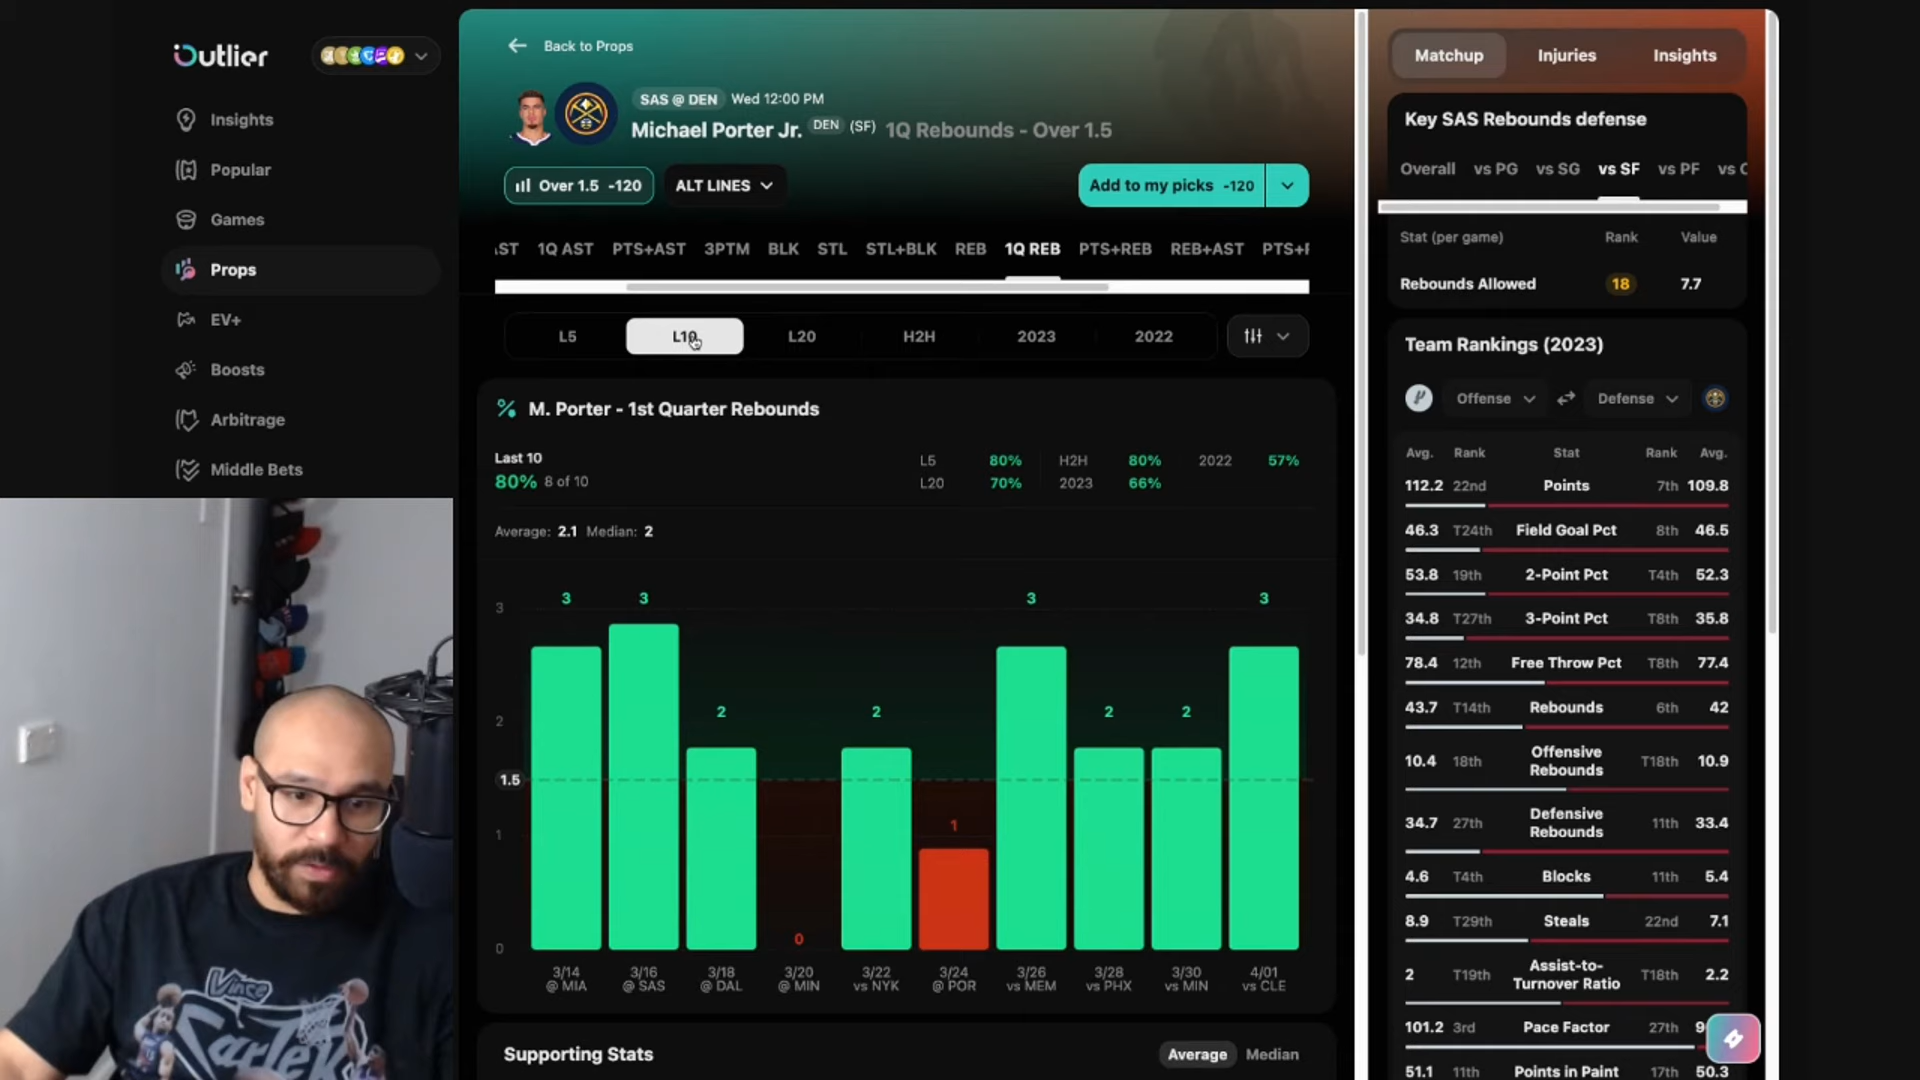 Outlier
Insights
Popular
Games
Props
EV+
Boosts
Arbitrage
Middle Bets
Back to Props
SAS @ DEN Wed 12:00 PM
Michael Porter Jr. DEN (SF) 1Q Rebounds - Over 1.5
Over 1.5 -120
ALT LINES
Add to my picks -120
AST 1Q AST PTS+AST 3PTM BLK STL STL+BLK REB 1Q REB PTS+REB REB+AST PTS+
L5 L10 L20 H2H 2023 2022
M. Porter - 1st Quarter Rebounds
Last 10
80% 8 of 10
L5 80% H2H 80% 2022 57%
L20 70% 2023 66%
Average: 2.1 Median: 2
3 3 3 3 3
2 2 2 2 2
1.5
1 1
0 0
3/14 3/16 3/18 3/20 3/22 3/24 3/26 3/28 3/30 4/01
@ MIA @ SAS @ DAL @ MIN vs NYK @ POR vs MEM vs PHX vs MIN vs CLE
Supporting Stats
Average Median
Matchup Injuries Insights
Key SAS Rebounds defense
Overall vs PG vs SG vs SF vs PF vs C
Stat (per game) Rank Value
Rebounds Allowed 18 7.7
Team Rankings (2023)
Offense Defense
Avg. Rank Stat Rank Avg.
112.2 22nd Points 7th 109.8
46.3 T24th Field Goal Pct 8th 46.5
53.8 19th 2-Point Pct T4th 52.3
34.8 T27th 3-Point Pct T8th 35.8
78.4 12th Free Throw Pct T8th 77.4
43.7 T14th Rebounds 6th 42
10.4 18th Offensive Rebounds T18th 10.9
34.7 27th Defensive Rebounds 11th 33.4
4.6 T4th Blocks 11th 5.4
8.9 T29th Steals 22nd 7.1
2 T19th Assist-to-Turnover Ratio T18th 2.2
101.2 3rd Pace Factor 27th
51.1 11th Points in Paint 17th 50.3
Vince
Carter